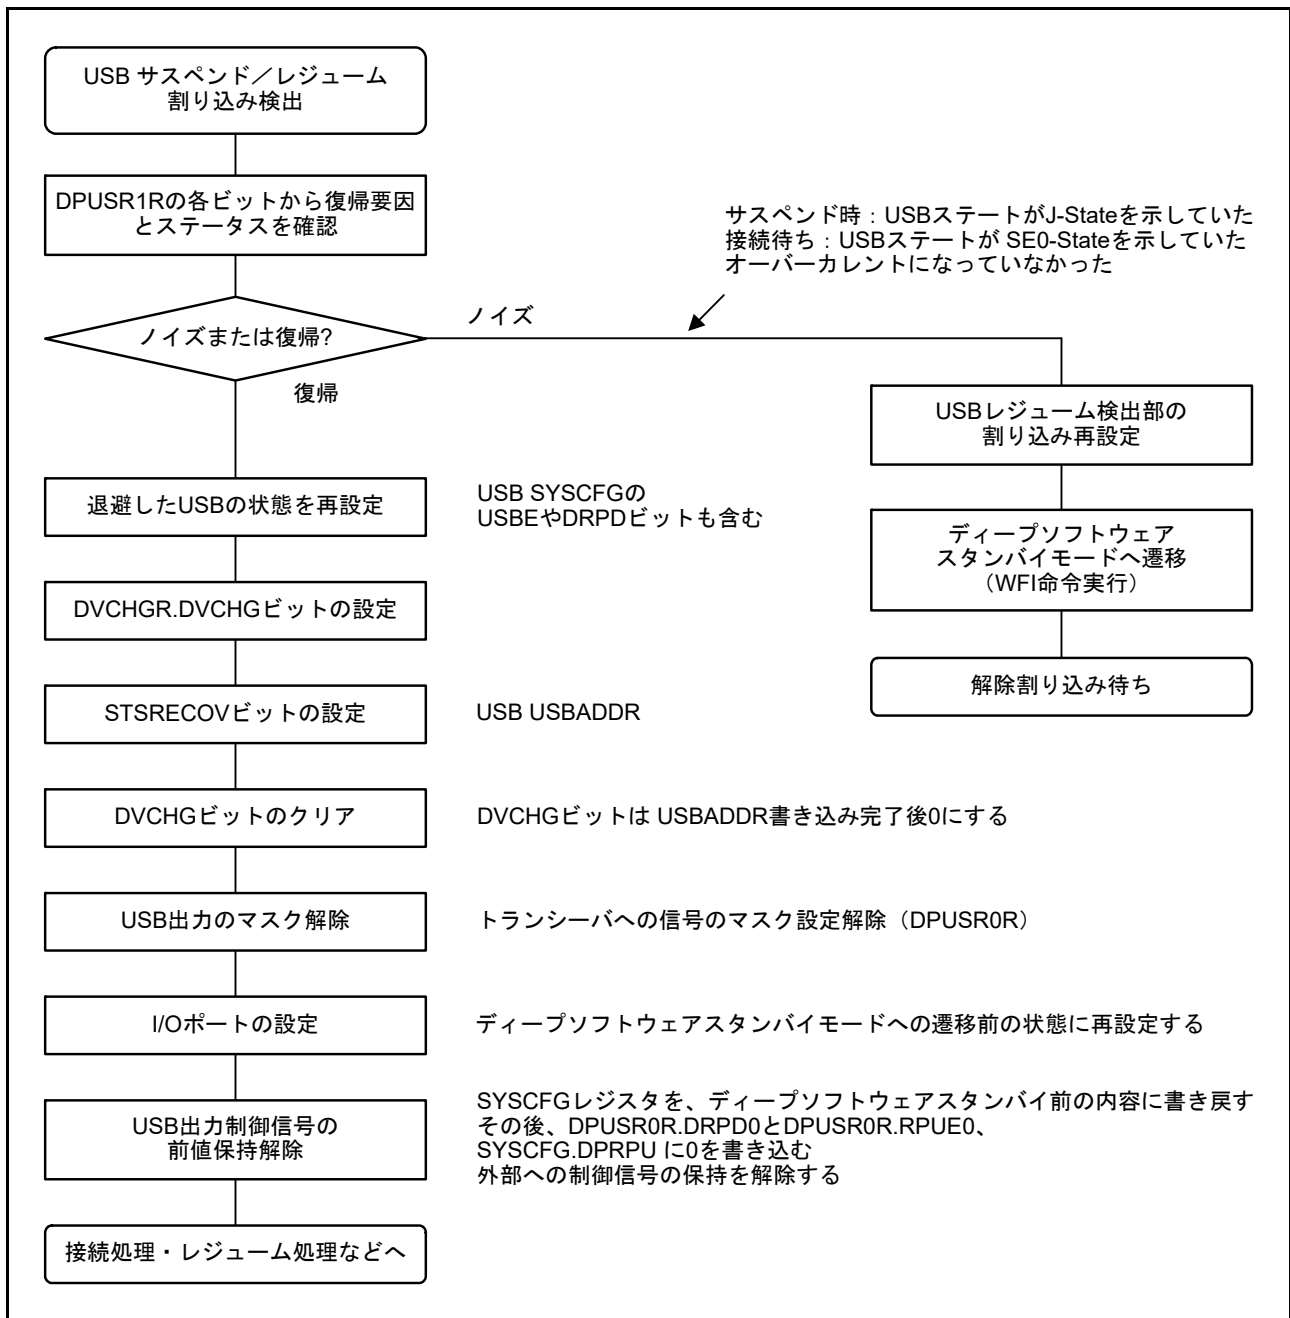 USB サスペンド／レジューム
割り込み検出
DPUSR1Rの各ビットから復帰要因
とステータスを確認
サスペンド時：USBステートがJ-Stateを示していた
接続待ち：USBステートが SE0-Stateを示していた
オーバーカレントになっていなかった
ノイズまたは復帰?
ノイズ
復帰
USBレジューム検出部の
割り込み再設定
ディープソフトウェア
スタンバイモードへ遷移
（WFI命令実行）
解除割り込み待ち
退避したUSBの状態を再設定
USB SYSCFGの
USBEやDRPDビットも含む
DVCHGR.DVCHGビットの設定
STSRECOVビットの設定
USB USBADDR
DVCHGビットのクリア
DVCHGビットは USBADDR書き込み完了後0にする
USB出力のマスク解除
トランシーバへの信号のマスク設定解除（DPUSR0R）
I/Oポートの設定
ディープソフトウェアスタンバイモードへの遷移前の状態に再設定する
USB出力制御信号の
前値保持解除
SYSCFGレジスタを、ディープソフトウェアスタンバイ前の内容に書き戻す
その後、DPUSR0R.DRPD0とDPUSR0R.RPUE0、
SYSCFG.DPRPU に0を書き込む
外部への制御信号の保持を解除する
接続処理・レジューム処理などへ